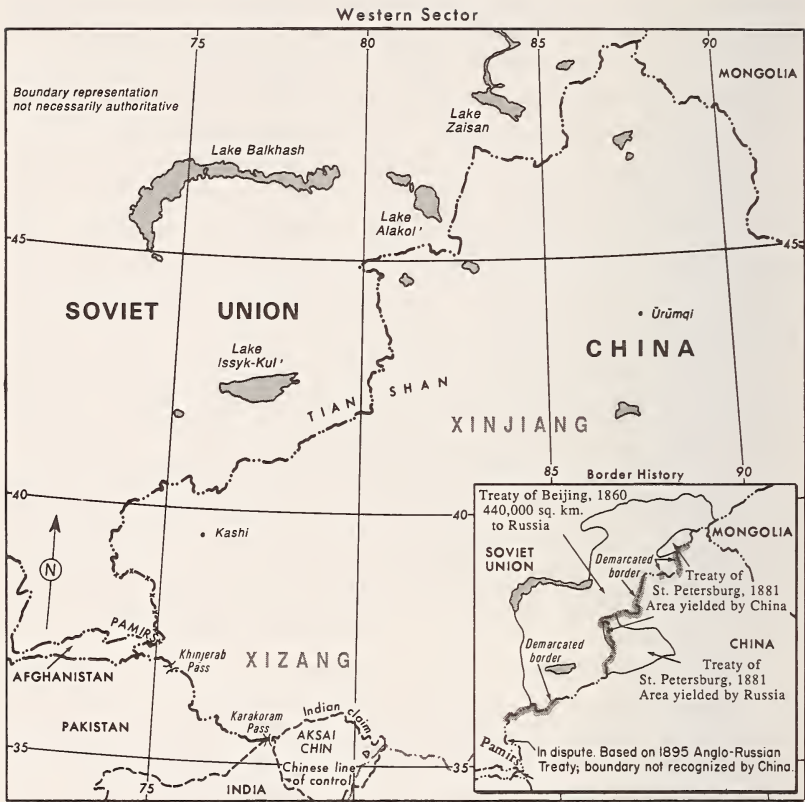 Western Sector
75
80
85
90
Boundary representation
not necessarily authoritative
MONGOLIA
Lake
Zaisan
Lake Balkhash
Lake
Alakol'
45
45
SOVIET UNION
Ürümqi
CHINA
Lake
Issyk-Kul'
TIAN SHAN
XINJIANG
85
Border History
90
40
40
Kashi
N
Treaty of Beijing, 1860
440,000 sq. km.
to Russia
MONGOLIA
SOVIET
UNION
Demarcated
border
Treaty of
St. Petersburg, 1881
Area yielded by China
CHINA
Demarcated
border
Treaty of
St. Petersburg, 1881
Area yielded by Russia
Pamirs
In dispute. Based on 1895 Anglo-Russian
Treaty; boundary not recognized by China.
PAMIRS
Khinjerab
Pass
XIZANG
AFGHANISTAN
PAKISTAN
Karakoram
Pass
Indian claim
AKSAI
CHIN
Chinese line
of control
35
35
75
INDIA